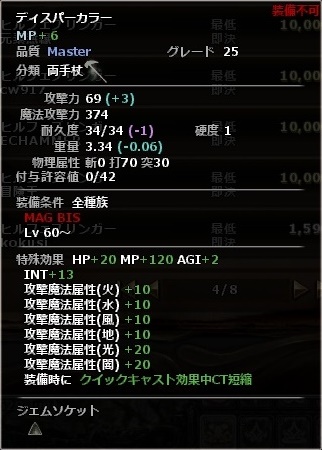 ディスパーカラー
装備不可
MP+6
品質 Master グレード 25
分類 両手杖
攻撃力 69 (+3)
魔法攻撃力 374
耐久度 34/34 (-1) 硬度 1
重量 3.34 (-0.06)
物理属性 斬0 打70 突30
付与許容値 0/42
装備条件 全種族
MAG BIS
Lv 60～
特殊効果 HP+20 MP+120 AGI+2
INT+13
攻撃魔法属性(火) +10
攻撃魔法属性(水) +10
攻撃魔法属性(風) +10
攻撃魔法属性(地) +10
攻撃魔法属性(光) +20
攻撃魔法属性(闇) +20
装備時に クイックキャスト効果中CT短縮
4/8
ジェムソケット